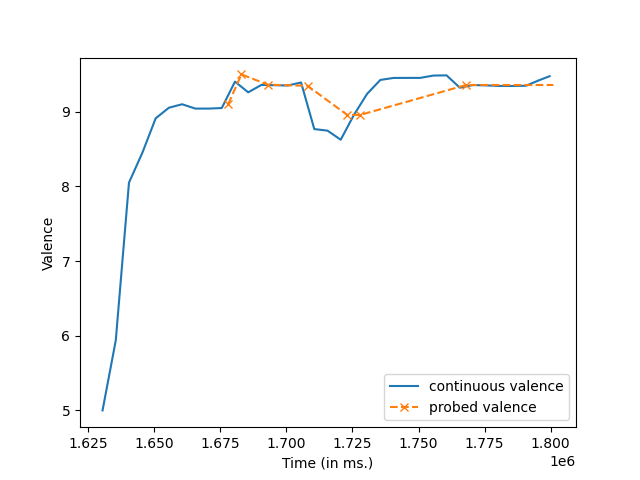 9
8
7
6
5
Valence
continuous valence
probed valence
1.625 1.650 1.675 1.700 1.725 1.750 1.775 1.800
1e6
Time (in ms.)